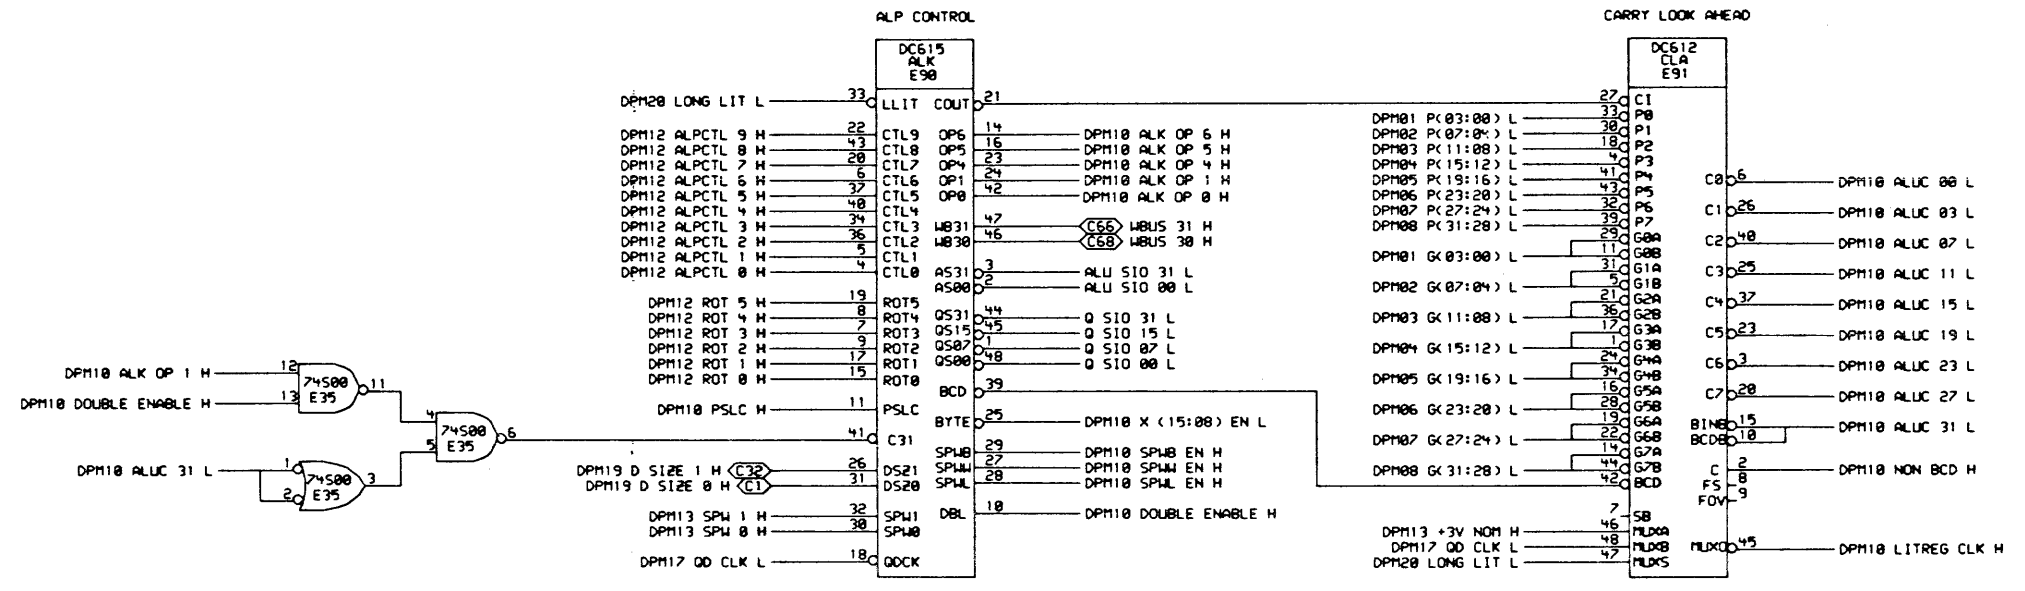 ALP CONTROL
DC615
ALK
E90
DPM20 LONG LIT L 33 LLIT
DPM12 ALPCTL 9 H 22 CTL9
DPM12 ALPCTL 8 H 43 CTL8
DPM12 ALPCTL 7 H 20 CTL7
DPM12 ALPCTL 6 H 6 CTL6
DPM12 ALPCTL 5 H 37 CTL5
DPM12 ALPCTL 4 H 40 CTL4
DPM12 ALPCTL 3 H 34 CTL3
DPM12 ALPCTL 2 H 36 CTL2
DPM12 ALPCTL 1 H 5 CTL1
DPM12 ALPCTL 0 H 4 CTL0
DPM12 ROT 5 H 19 ROT5
DPM12 ROT 4 H 8 ROT4
DPM12 ROT 3 H 7 ROT3
DPM12 ROT 2 H 9 ROT2
DPM12 ROT 1 H 17 ROT1
DPM12 ROT 0 H 15 ROT0
DPM10 PSLC H 11 PSLC
41 C31
DPM19 D SIZE 1 H C32 26 DS21
DPM19 D SIZE 0 H C1 31 DS20
DPM13 SPW 1 H 32 SPW1
DPM13 SPW 0 H 30 SPW0
DPM17 QD CLK L 18 QDCK
COUT 21
OP6 14 DPM10 ALK OP 6 H
OP5 16 DPM10 ALK OP 5 H
OP4 23 DPM10 ALK OP 4 H
OP1 24 DPM10 ALK OP 1 H
OP0 42 DPM10 ALK OP 0 H
WB31 47 C66 WBUS 31 H
WB30 46 C68 WBUS 30 H
AS31 3 ALU SIO 31 L
AS00 2 ALU SIO 00 L
QS31 44 Q SIO 31 L
QS15 45 Q SIO 15 L
QS07 1 Q SIO 07 L
QS00 48 Q SIO 00 L
BCD 39
BYTE 25 DPM10 X (15:08) EN L
SPWB 29 DPM10 SPWB EN H
SPWW 27 DPM10 SPWW EN H
SPWL 28 DPM10 SPWL EN H
DBL 10 DPM10 DOUBLE ENABLE H
DPM10 ALK OP 1 H 12
DPM10 DOUBLE ENABLE H 13
74S00
E35
11
4
5
74S00
E35
6
DPM10 ALUC 31 L 1
2
74S00
E35
3
CARRY LOOK AHEAD
DC612
CLA
E91
27 CI
DPM01 P(03:00) L 33 P0
DPM02 P(07:04) L 30 P1
DPM03 P(11:08) L 18 P2
DPM04 P(15:12) L 4 P3
DPM05 P(19:16) L 41 P4
DPM06 P(23:20) L 43 P5
DPM07 P(27:24) L 32 P6
DPM08 P(31:28) L 39 P7
29 G0A
DPM01 G(03:00) L 11 G0B
31 G1A
DPM02 G(07:04) L 5 G1B
21 G2A
DPM03 G(11:08) L 36 G2B
17 G3A
DPM04 G(15:12) L 1 G3B
24 G4A
DPM05 G(19:16) L 34 G4B
16 G5A
DPM06 G(23:20) L 28 G5B
19 G6A
DPM07 G(27:24) L 22 G6B
14 G7A
DPM08 G(31:28) L 44 G7B
42 BCD
7 SB
DPM13 +3V NOM H 46 MUXA
DPM17 QD CLK L 48 MUXB
DPM20 LONG LIT L 47 MUXS
C0 6 DPM10 ALUC 00 L
C1 26 DPM10 ALUC 03 L
C2 40 DPM10 ALUC 07 L
C3 25 DPM10 ALUC 11 L
C4 37 DPM10 ALUC 15 L
C5 23 DPM10 ALUC 19 L
C6 3 DPM10 ALUC 23 L
C7 20 DPM10 ALUC 27 L
BINB 15 DPM10 ALUC 31 L
BCDB 10
C 2 DPM10 NON BCD H
FS 8
FOV 9
MUXO 45 DPM10 LITREG CLK H